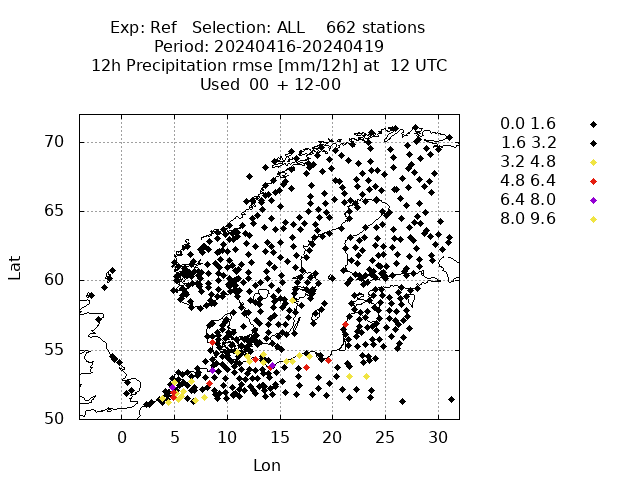 Exp: Ref Selection: ALL 662 stations
Period: 20240416-20240419
12h Precipitation rmse [mm/12h] at 12 UTC
Used 00 + 12-00
70
65
60
55
50
Lat
0 5 10 15 20 25 30
Lon
0.0 1.6
1.6 3.2
3.2 4.8
4.8 6.4
6.4 8.0
8.0 9.6